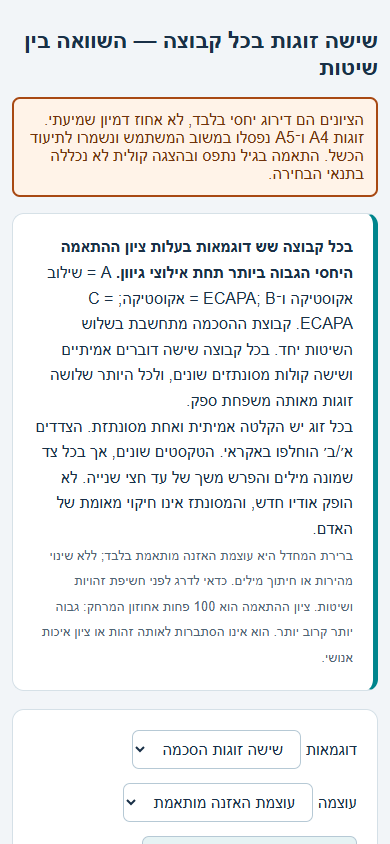 שישה זוגות בכל קבוצה — השוואה בין
שיטות
הציונים הם דירוג יחסי בלבד, לא אחוז דמיון שמיעתי.
זוגות A4 ו־A5 נפסלו במשוב המשתמש ונשמרו לתיעוד
הכשל. התאמה בגיל נתפס ובהצגה קולית לא נכללה
בתנאי הבחירה.
בכל קבוצה שש דוגמאות בעלות ציון ההתאמה
היחסי הגבוה ביותר תחת אילוצי גיוון. A = שילוב
אקוסטיקה ו־ECAPA; B = אקוסטיקה; C =
ECAPA. קבוצת ההסכמה מתחשבת בשלוש
השיטות יחד. בכל קבוצה שישה דוברים אמיתיים
ושישה קולות מסונתזים שונים, ולכל היותר שלושה
זוגות מאותה משפחת ספק.
בכל זוג יש הקלטה אמיתית ואחת מסונתזת. הצדדים
א׳/ב׳ הוחלפו באקראי. הטקסטים שונים, אך בכל צד
שמונה מילים והפרש משך של עד חצי שנייה. לא
הופק אודיו חדש, והמסונתז אינו חיקוי מאומת של
האדם.
ברירת המחדל היא עוצמת האזנה מותאמת בלבד; ללא שינוי
מהירות או חיתוך מילים. כדאי לדרג לפני חשיפת זהויות
ושיטות. ציון ההתאמה הוא 100 פחות אחוזון המרחק: גבוה
יותר קרוב יותר. הוא אינו הסתברות לאותה זהות או ציון איכות
אנושי.
דוגמאות שישה זוגות הסכמה
עוצמה עוצמת האזנה מותאמת